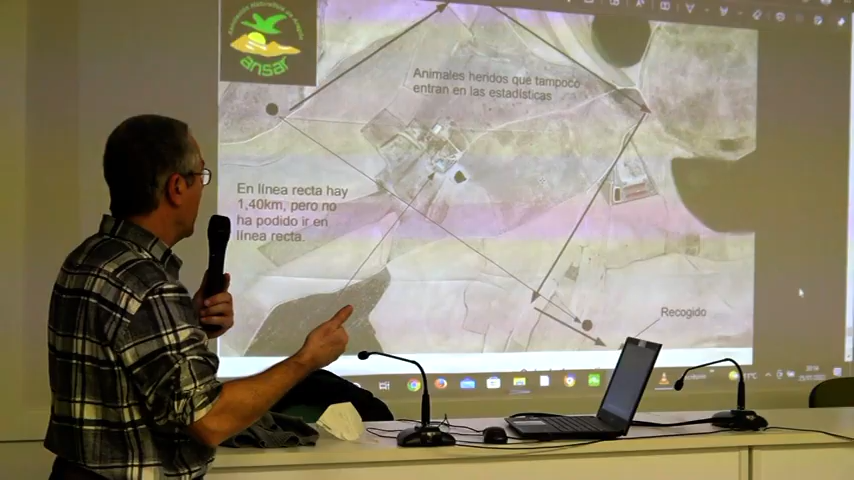 ansar
Animales heridos que tampoco
entran en las estadísticas
En línea recta hay
1,40km, pero no
ha podido ir en
línea recta.
Recogido